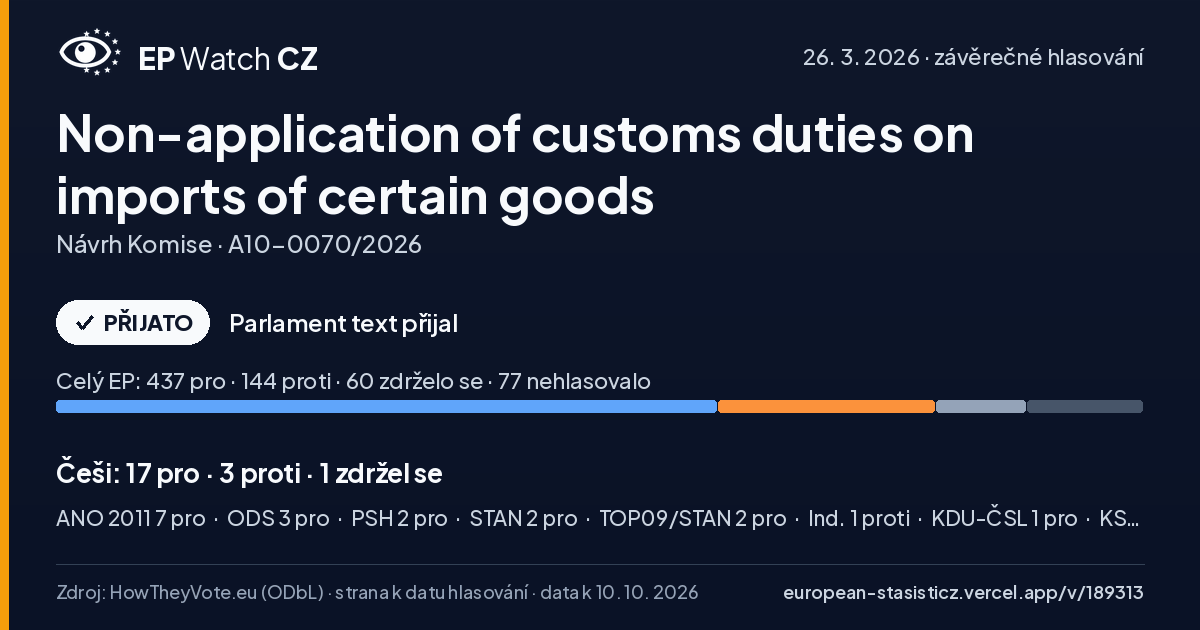 EP Watch CZ
26. 3. 2026 · závěrečné hlasování
Non-application of customs duties on
imports of certain goods
Návrh Komise · A10-0070/2026
✓ PŘIJATO
Parlament text přijal
Celý EP: 437 pro · 144 proti · 60 zdrželo se · 77 nehlasovalo
Češi: 17 pro · 3 proti · 1 zdržel se
ANO 2011 7 pro · ODS 3 pro · PSH 2 pro · STAN 2 pro · TOP09/STAN 2 pro · Ind. 1 proti · KDU-ČSL 1 pro · KS…
Zdroj: HowTheyVote.eu (ODbL) · strana k datu hlasování · data k 10. 10. 2026
european-stasisticz.vercel.app/v/189313